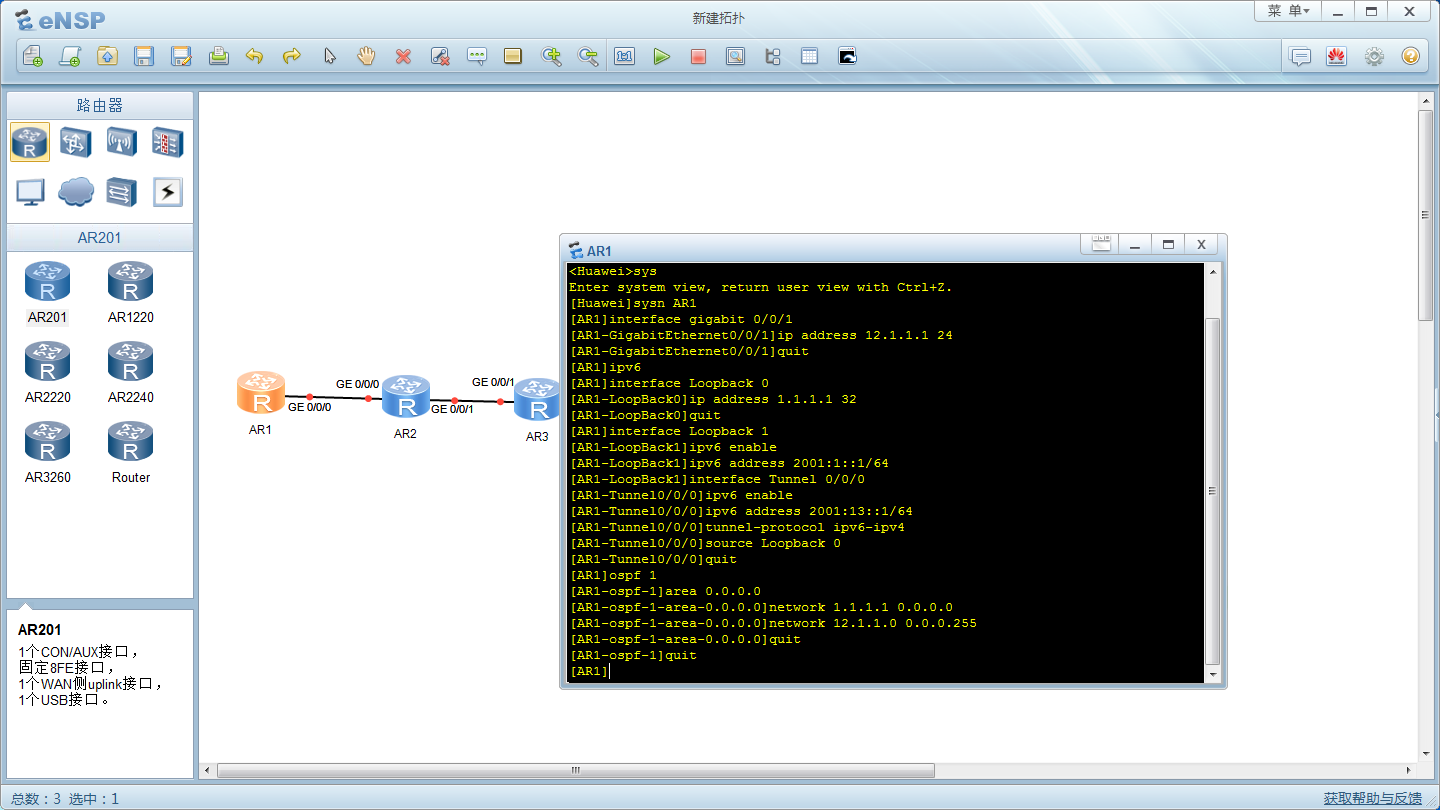 eNSP
新建拓扑
菜 单
1:1
路由器
AR201
AR201
AR1220
AR2220
AR2240
AR3260
Router
AR201
1个CON/AUX接口，
固定8FE接口，
1个WAN侧uplink接口，
1个USB接口。
R
AR1
GE 0/0/0
GE 0/0/0
R
AR2
GE 0/0/1
GE 0/0/1
R
AR3
AR1
<Huawei>sys
Enter system view, return user view with Ctrl+Z.
[Huawei]sysn AR1
[AR1]interface gigabit 0/0/1
[AR1-GigabitEthernet0/0/1]ip address 12.1.1.1 24
[AR1-GigabitEthernet0/0/1]quit
[AR1]ipv6
[AR1]interface Loopback 0
[AR1-LoopBack0]ip address 1.1.1.1 32
[AR1-LoopBack0]quit
[AR1]interface Loopback 1
[AR1-LoopBack1]ipv6 enable
[AR1-LoopBack1]ipv6 address 2001:1::1/64
[AR1-LoopBack1]interface Tunnel 0/0/0
[AR1-Tunnel0/0/0]ipv6 enable
[AR1-Tunnel0/0/0]ipv6 address 2001:13::1/64
[AR1-Tunnel0/0/0]tunnel-protocol ipv6-ipv4
[AR1-Tunnel0/0/0]source Loopback 0
[AR1-Tunnel0/0/0]quit
[AR1]ospf 1
[AR1-ospf-1]area 0.0.0.0
[AR1-ospf-1-area-0.0.0.0]network 1.1.1.1 0.0.0.0
[AR1-ospf-1-area-0.0.0.0]network 12.1.1.0 0.0.0.255
[AR1-ospf-1-area-0.0.0.0]quit
[AR1-ospf-1]quit
[AR1]
总数：3 选中：1
获取帮助与反馈